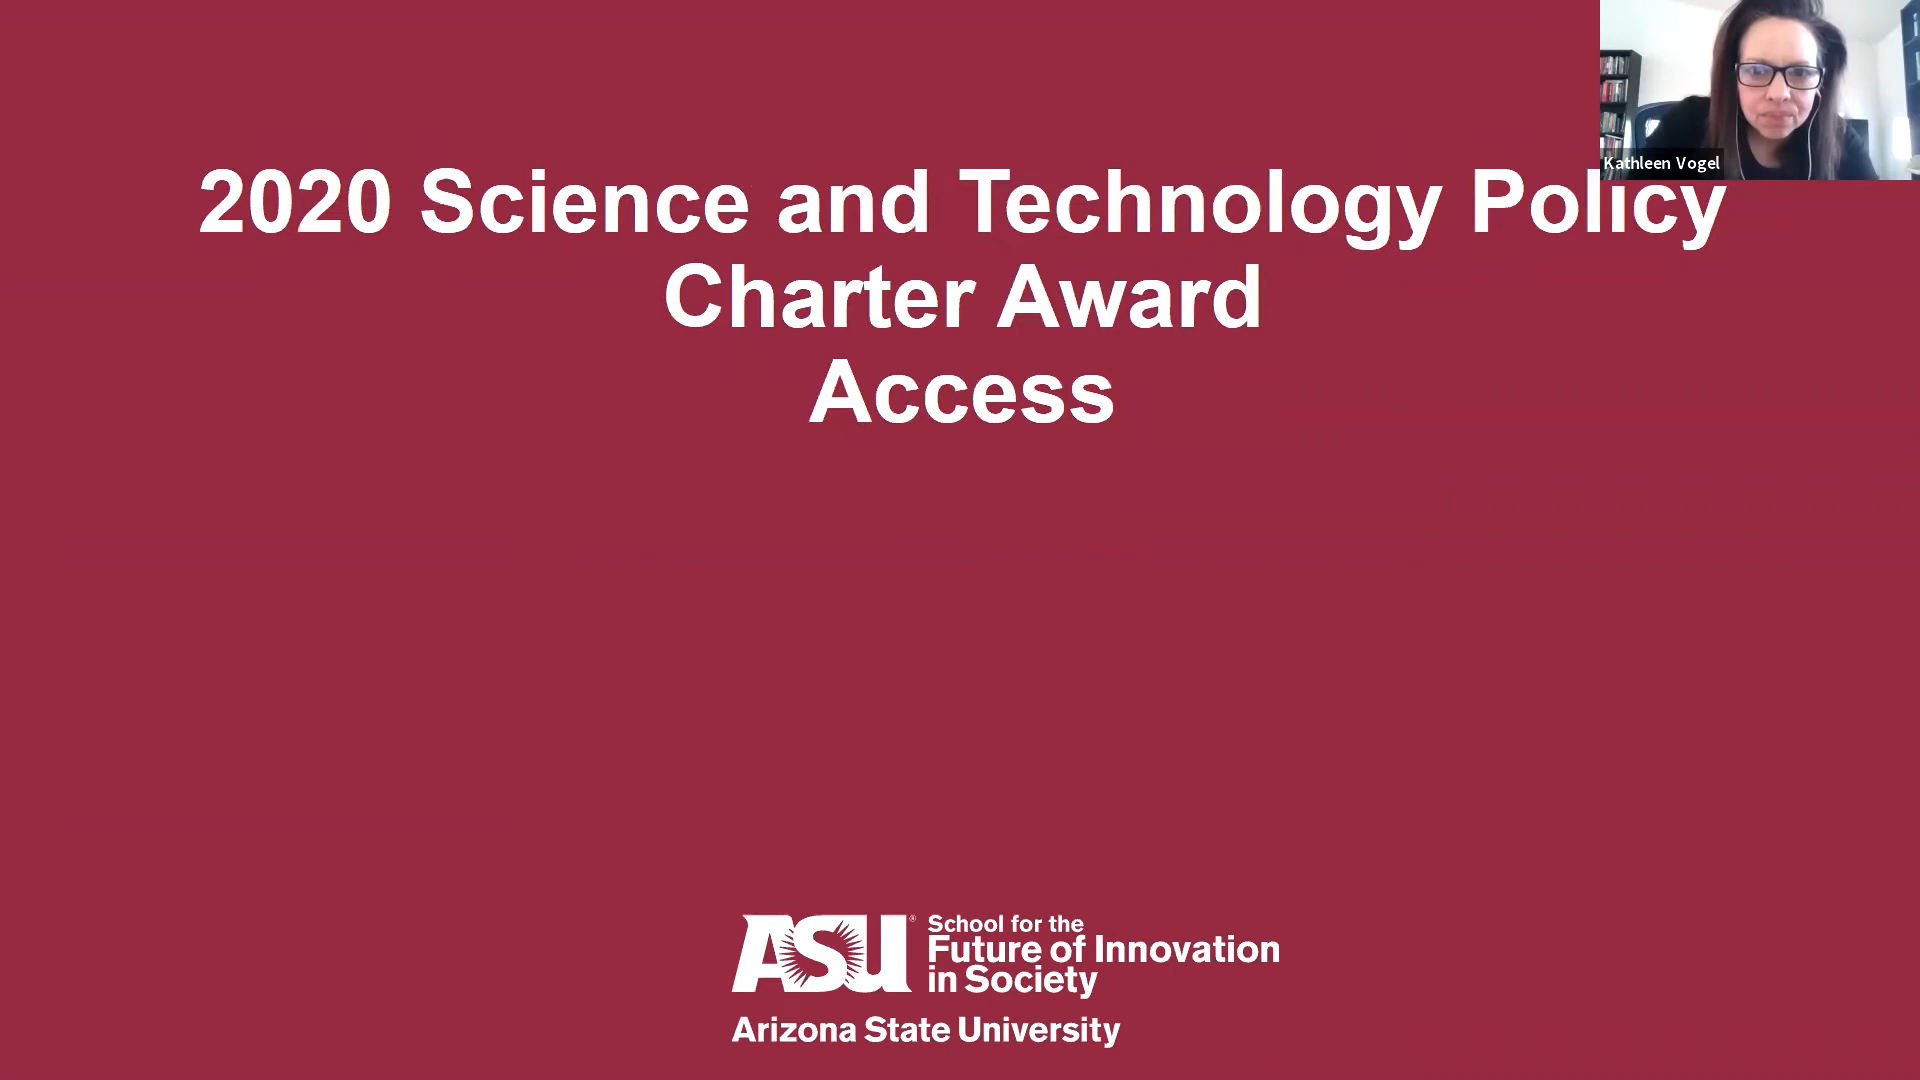 Kathleen Vogel
2020 Science and Technology Policy
Charter Award
Access
ASU®
School for the
Future of Innovation
in Society
Arizona State University